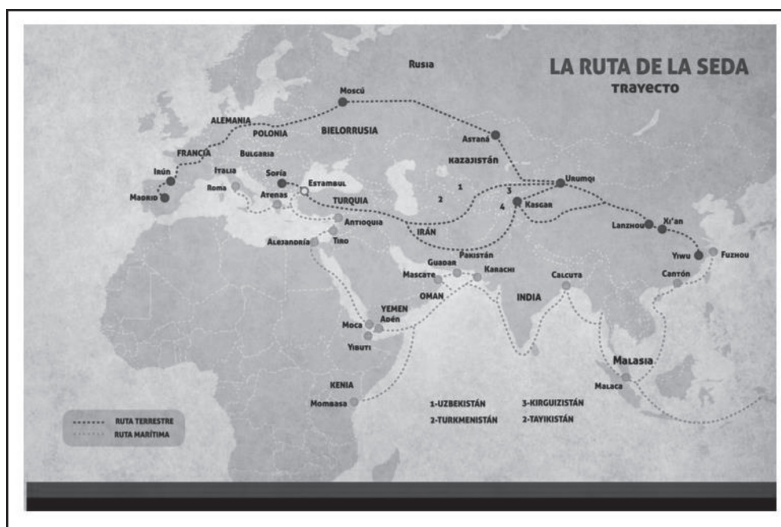 LA RUTA DE LA SEDA
TRAYECTO
Rusia
Moscú
ALEMANIA
POLONIA
BIELORRUSIA
Astaná
FRANCIA
Bulgaria
KAZAJISTÁN
Irún
Italia
Sofía
Estambul
1
3
Urumqi
Madrid
Roma
Atenas
TURQUIA
2
4
Kasgar
Antioquia
IRÁN
Lanzhou
Xi'an
Alejandría
Tiro
Pakistán
Guadar
Yiwu
Fuzhou
Mascate
Karachi
Calcuta
Cantón
OMAN
INDIA
YEMEN
Adén
Moca
Yibuti
Malasia
KENIA
Malaca
Mombasa
1-UZBEKISTÁN
3-KIRGUIZISTÁN
2-TURKMENISTÁN
2-TAYIKISTÁN
RUTA TERRESTRE
RUTA MARÍTIMA